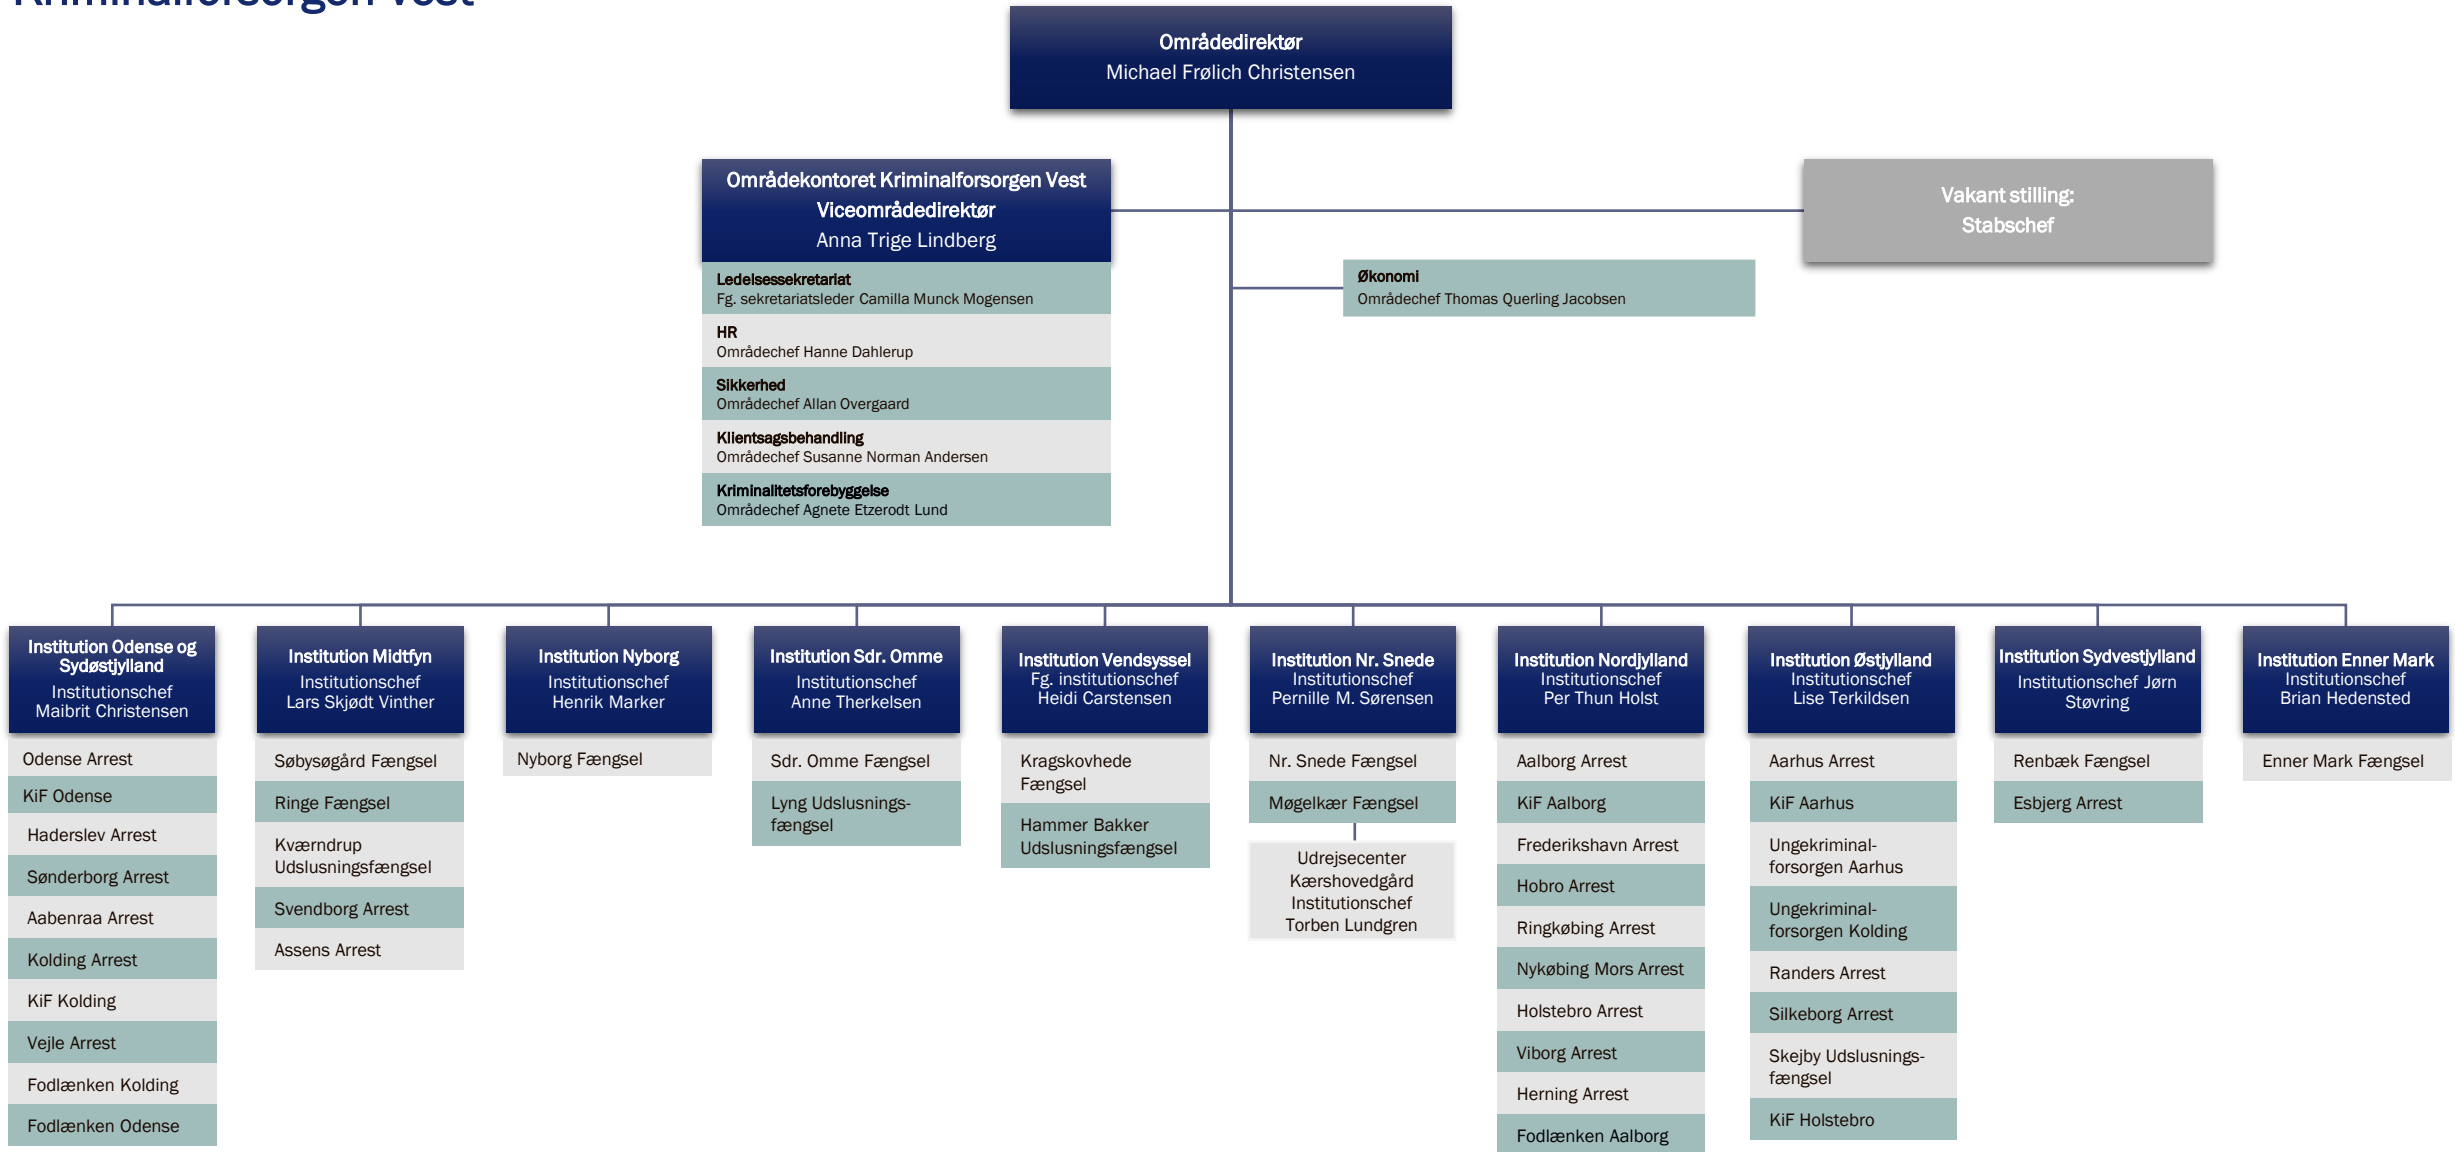 Kriminalforsorgen Vest
Områdedirektør
Michael Frølich Christensen
Områdekontoret Kriminalforsorgen Vest
Viceområdedirektør
Anna Trige Lindberg
Vakant stilling:
Stabschef
Ledelsessekretariat
Fg. sekretariatsleder Camilla Munck Mogensen
HR
Områdechef Hanne Dahlerup
Sikkerhed
Områdechef Allan Overgaard
Klientsagsbehandling
Områdechef Susanne Norman Andersen
Kriminalitetsforebyggelse
Områdechef Agnete Etzerodt Lund
Økonomi
Områdechef Thomas Querling Jacobsen
Institution Odense og
Sydøstjylland
Institutionschef
Maibrit Christensen
Odense Arrest
KiF Odense
Haderslev Arrest
Sønderborg Arrest
Aabenraa Arrest
Kolding Arrest
KiF Kolding
Vejle Arrest
Fodlænken Kolding
Fodlænken Odense
Institution Midtfyn
Institutionschef
Lars Skjødt Vinther
Søbysøgård Fængsel
Ringe Fængsel
Kværndrup
Udslusningsfængsel
Svendborg Arrest
Assens Arrest
Institution Nyborg
Institutionschef
Henrik Marker
Nyborg Fængsel
Institution Sdr. Omme
Institutionschef
Anne Therkelsen
Sdr. Omme Fængsel
Lyng Udslusnings-
fængsel
Institution Vendsyssel
Fg. institutionschef
Heidi Carstensen
Kragskovhede
Fængsel
Hammer Bakker
Udslusningsfængsel
Institution Nr. Snede
Institutionschef
Pernille M. Sørensen
Nr. Snede Fængsel
Møgelkær Fængsel
Udrejsecenter
Kærshovedgård
Institutionschef
Torben Lundgren
Institution Nordjylland
Institutionschef
Per Thun Holst
Aalborg Arrest
KiF Aalborg
Frederikshavn Arrest
Hobro Arrest
Ringkøbing Arrest
Nykøbing Mors Arrest
Holstebro Arrest
Viborg Arrest
Herning Arrest
Fodlænken Aalborg
Institution Østjylland
Institutionschef
Lise Terkildsen
Aarhus Arrest
KiF Aarhus
Ungekriminal-
forsorgen Aarhus
Ungekriminal-
forsorgen Kolding
Randers Arrest
Silkeborg Arrest
Skejby Udslusnings-
fængsel
KiF Holstebro
Institution Sydvestjylland
Institutionschef Jørn
Støvring
Renbæk Fængsel
Esbjerg Arrest
Institution Enner Mark
Institutionschef
Brian Hedensted
Enner Mark Fængsel